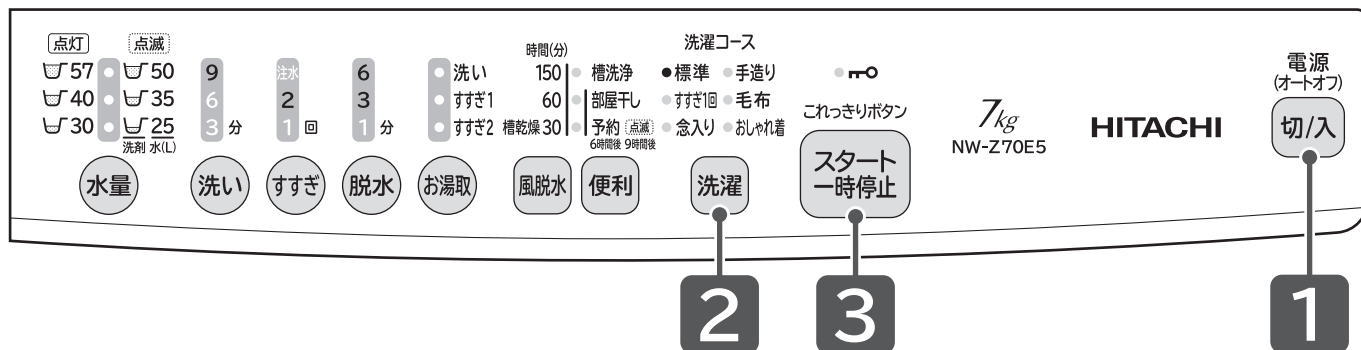 点灯 点滅
57 50
40 35
30 25
洗剤 水(L)
水量
9
6
3 分
洗い
注水
2
1 回
すすぎ
6
3
1 分
脱水
洗い
すすぎ1
すすぎ2
お湯取
時間(分)
150
60
槽乾燥 30
風脱水
槽洗浄
部屋干し
予約 点滅
6時間後 9時間後
便利
洗濯コース
標準 手造り
すすぎ1回 毛布
念入り おしゃれ着
洗濯
これっきりボタン
スタート
一時停止
7kg
NW-Z70E5
HITACHI
電源
(オートオフ)
切/入
2
3
1